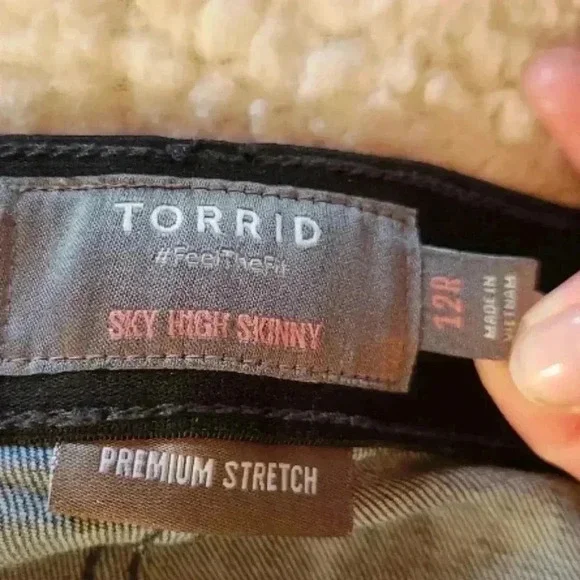 TORRID
#FeelTheFit
SKY HIGH SKINNY
12R
MADE IN
VIETNAM
PREMIUM STRETCH